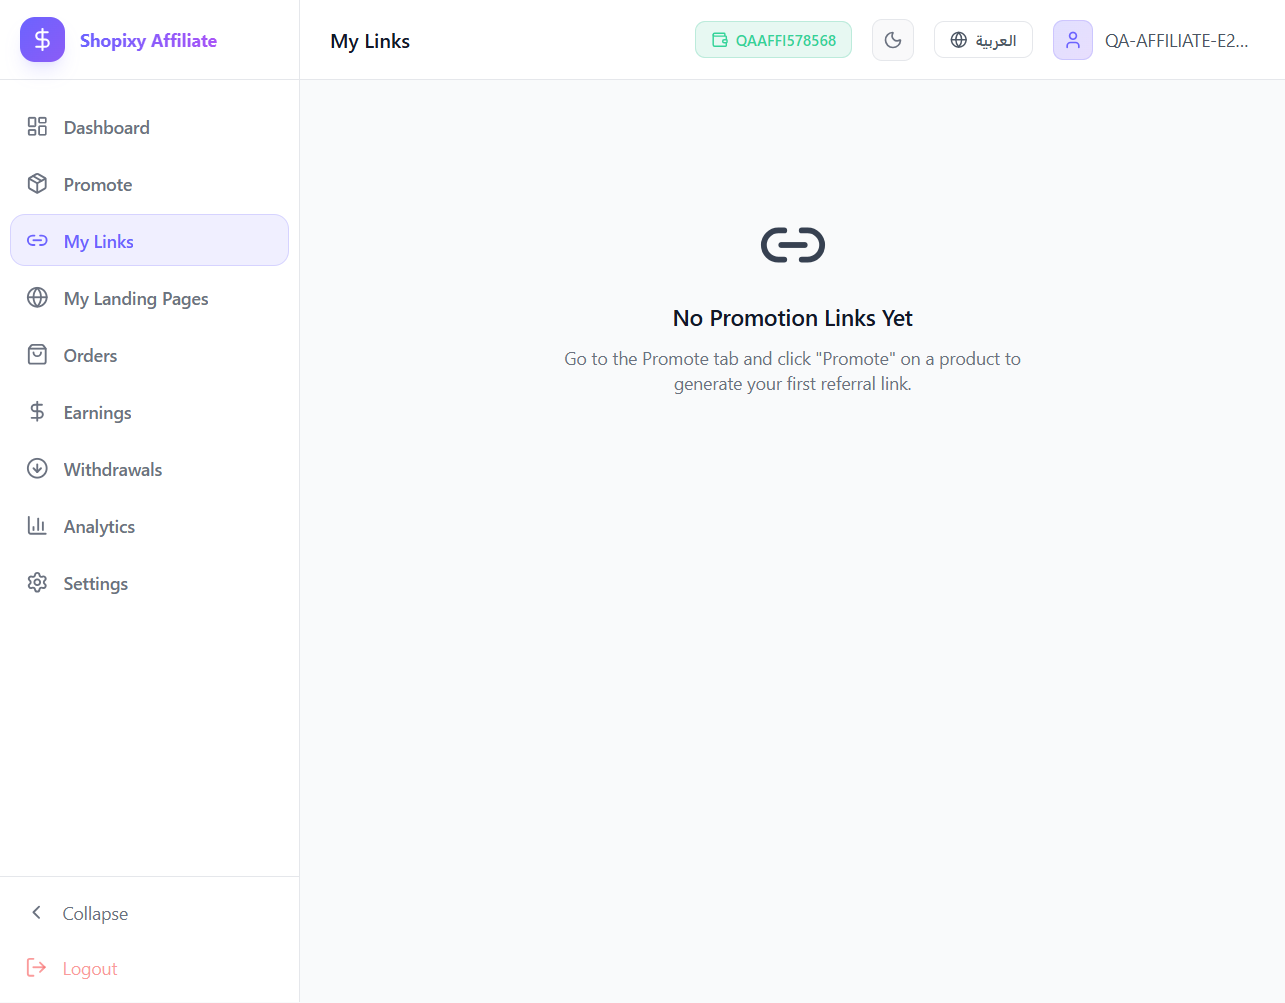 Shopixy Affiliate
My Links
QAAFFI578568
العربية
QA-AFFILIATE-E2...
Dashboard
Promote
My Links
My Landing Pages
Orders
Earnings
Withdrawals
Analytics
Settings
No Promotion Links Yet
Go to the Promote tab and click "Promote" on a product to
generate your first referral link.
Collapse
Logout